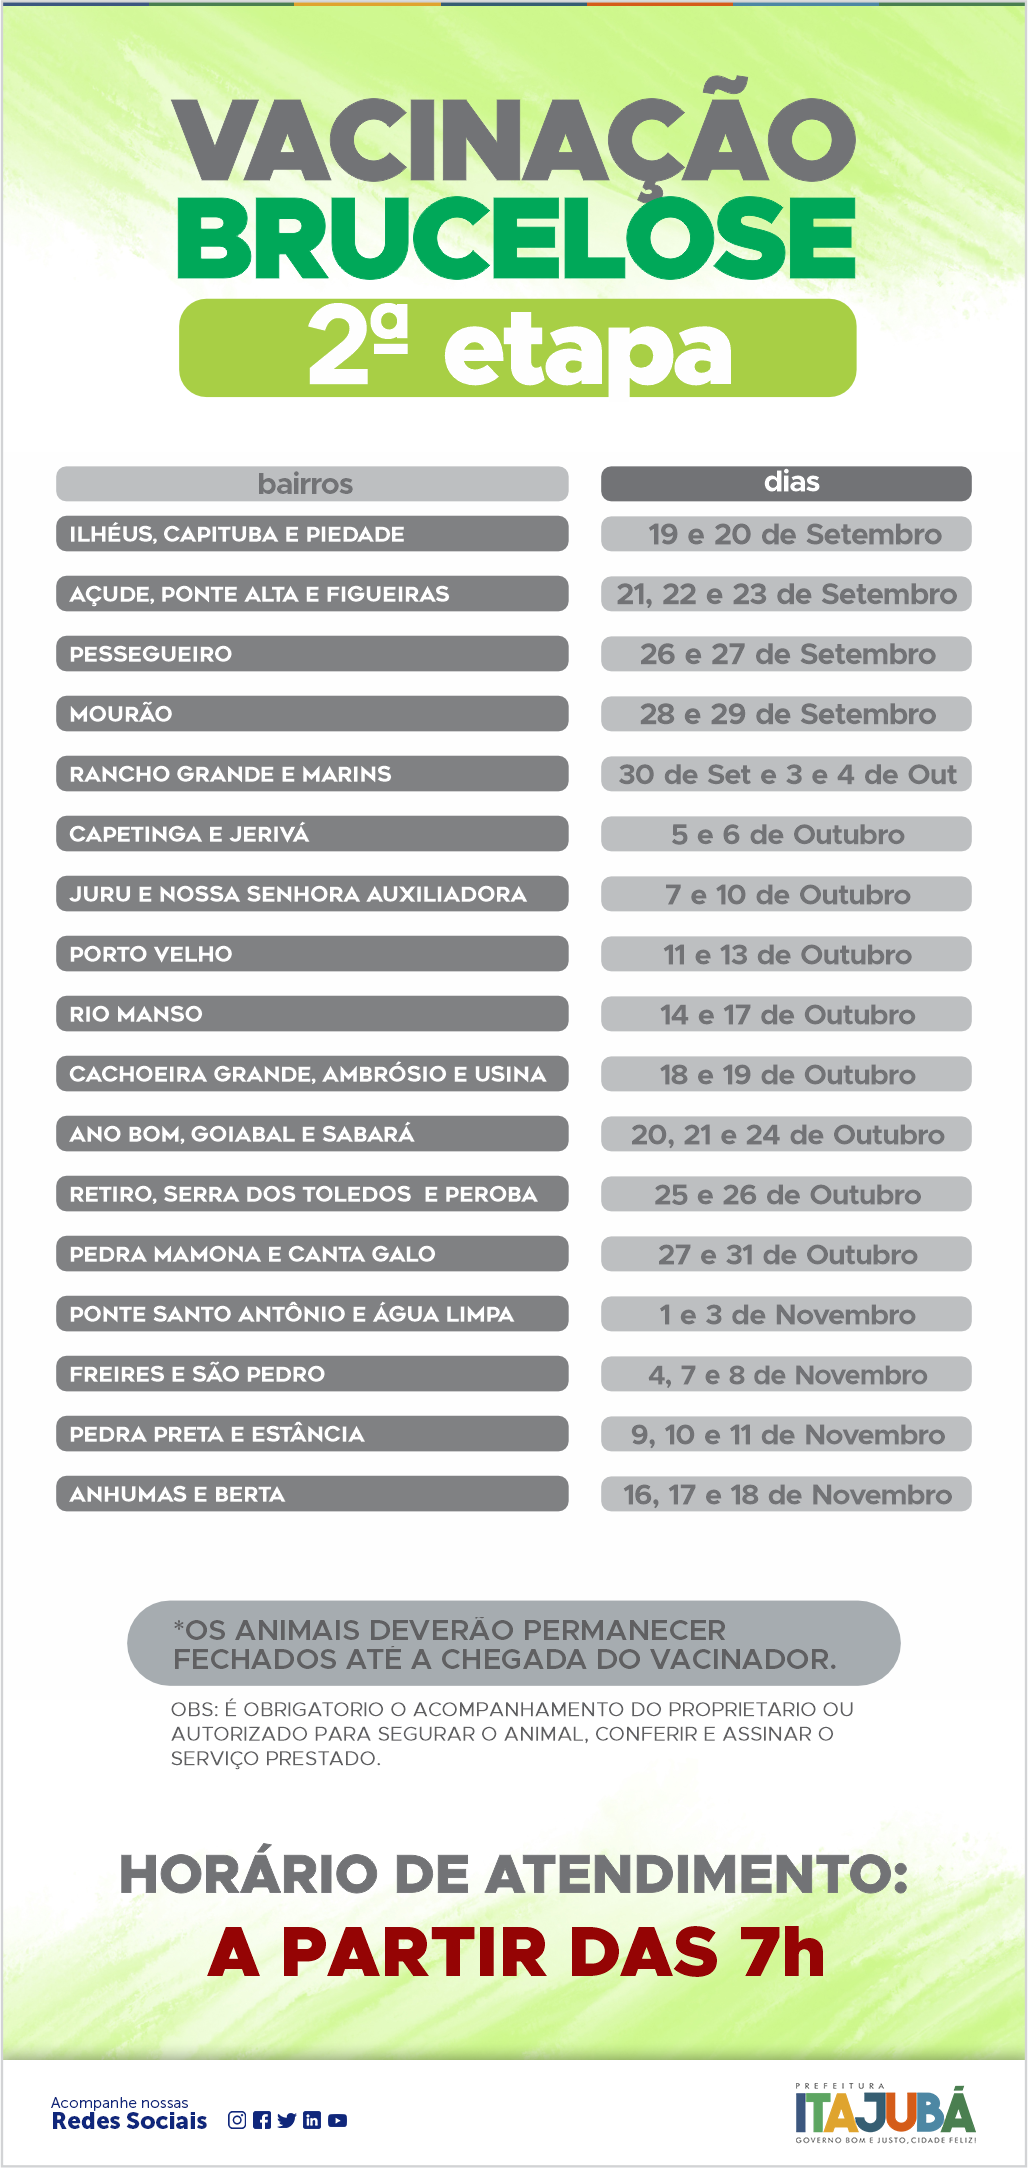 VACINAÇÃO
BRUCELOSE
2ª etapa
bairros dias
ILHÉUS, CAPITUBA E PIEDADE 19 e 20 de Setembro
AÇUDE, PONTE ALTA E FIGUEIRAS 21, 22 e 23 de Setembro
PESSEGUEIRO 26 e 27 de Setembro
MOURÃO 28 e 29 de Setembro
RANCHO GRANDE E MARINS 30 de Set e 3 e 4 de Out
CAPETINGA E JERIVÁ 5 e 6 de Outubro
JURU E NOSSA SENHORA AUXILIADORA 7 e 10 de Outubro
PORTO VELHO 11 e 13 de Outubro
RIO MANSO 14 e 17 de Outubro
CACHOEIRA GRANDE, AMBRÓSIO E USINA 18 e 19 de Outubro
ANO BOM, GOIABAL E SABARÁ 20, 21 e 24 de Outubro
RETIRO, SERRA DOS TOLEDOS E PEROBA 25 e 26 de Outubro
PEDRA MAMONA E CANTA GALO 27 e 31 de Outubro
PONTE SANTO ANTÔNIO E ÁGUA LIMPA 1 e 3 de Novembro
FREIRES E SÃO PEDRO 4, 7 e 8 de Novembro
PEDRA PRETA E ESTÂNCIA 9, 10 e 11 de Novembro
ANHUMAS E BERTA 16, 17 e 18 de Novembro
*OS ANIMAIS DEVERÃO PERMANECER
FECHADOS ATÉ A CHEGADA DO VACINADOR.
OBS: É OBRIGATORIO O ACOMPANHAMENTO DO PROPRIETARIO OU
AUTORIZADO PARA SEGURAR O ANIMAL, CONFERIR E ASSINAR O
SERVIÇO PRESTADO.
HORÁRIO DE ATENDIMENTO:
A PARTIR DAS 7h
Acompanhe nossas
Redes Sociais
PREFEITURA
ITAJUBÁ
GOVERNO BOM E JUSTO, CIDADE FELIZ!